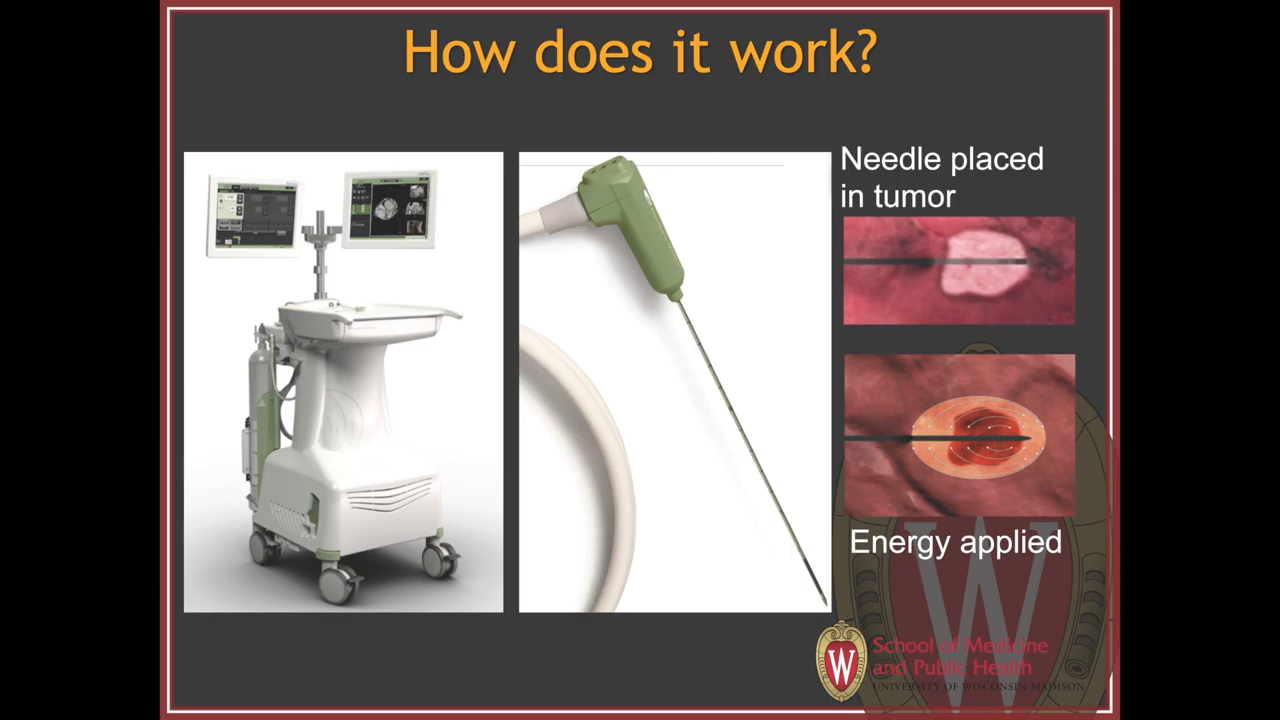 How does it work?
Needle placed
in tumor
Energy applied
W
School of Medicine
and Public Health
UNIVERSITY OF WISCONSIN-MADISON